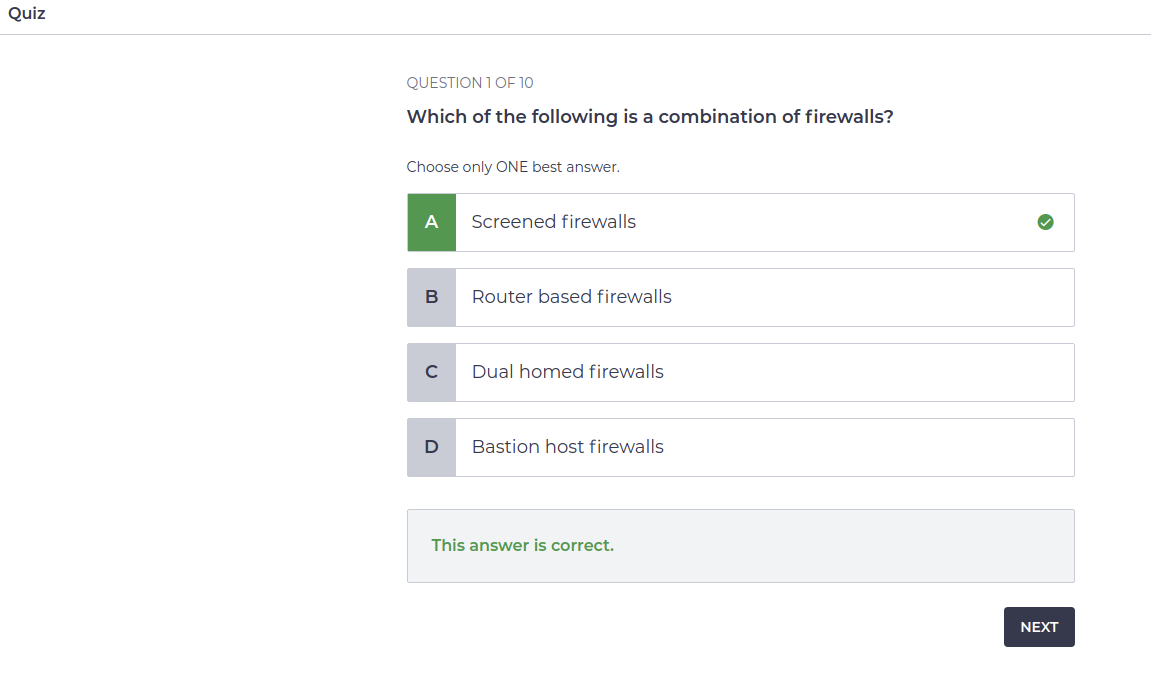 Quiz
QUESTION 1 OF 10
Which of the following is a combination of firewalls?
Choose only ONE best answer.
A Screened firewalls
B Router based firewalls
C Dual homed firewalls
D Bastion host firewalls
This answer is correct.
NEXT